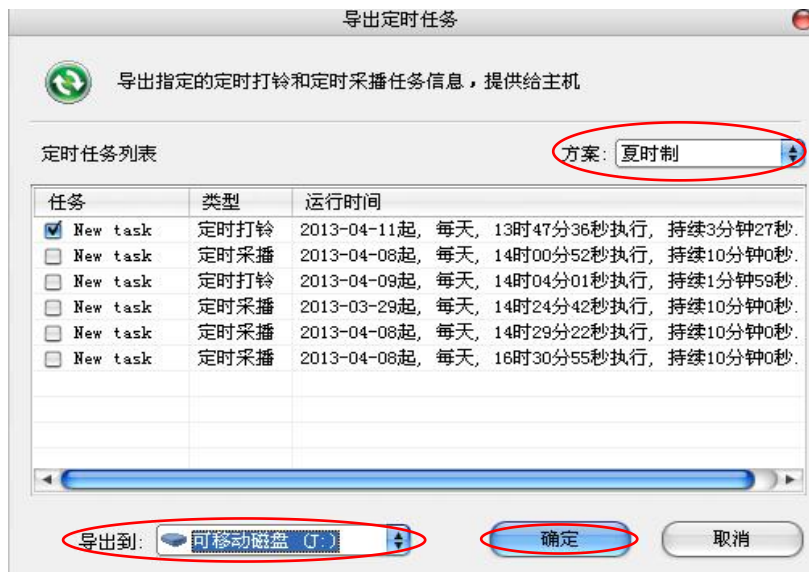 导出定时任务
导出指定的定时打铃和定时采播任务信息，提供给主机
定时任务列表 方案: 夏时制
任务 类型 运行时间
New task 定时打铃 2013-04-11起, 每天, 13时47分36秒执行, 持续3分钟27秒.
New task 定时采播 2013-04-08起, 每天, 14时00分52秒执行, 持续10分钟0秒.
New task 定时打铃 2013-04-09起, 每天, 14时04分01秒执行, 持续1分钟59秒.
New task 定时采播 2013-03-29起, 每天, 14时24分42秒执行, 持续10分钟0秒.
New task 定时采播 2013-04-08起, 每天, 14时29分22秒执行, 持续10分钟0秒.
New task 定时采播 2013-04-08起, 每天, 16时30分55秒执行, 持续10分钟0秒.
导出到: 可移动磁盘 (J:) 确定 取消